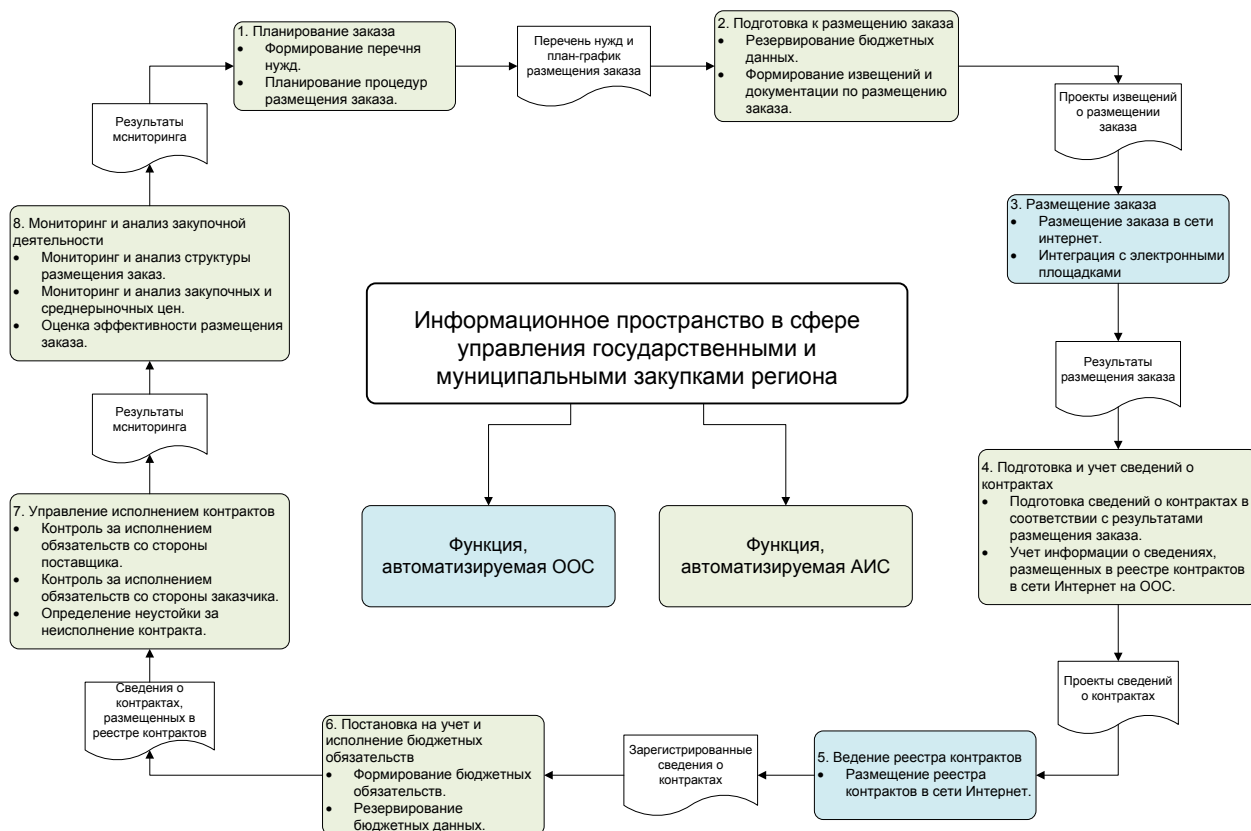 1. Планирование заказа
• Формирование перечня
нужд.
• Планирование процедур
размещения заказа.
Перечень нужд и
план-график
размещения заказа
2. Подготовка к размещению заказа
• Резервирование бюджетных
данных.
• Формирование извещений и
документации по размещению
заказа.
Проекты извещений
о размещении
заказа
3. Размещение заказа
• Размещение заказа в сети
интернет.
• Интеграция с электронными
площадками
Результаты
размещения заказа
4. Подготовка и учет сведений о
контрактах
• Подготовка сведений о контрактах в
соответствии с результатами
размещения заказа.
• Учет информации о сведениях,
размещенных в реестре контрактов
в сети Интернет на ООС.
Проекты сведений
о контрактах
5. Ведение реестра контрактов
• Размещение реестра
контрактов в сети Интернет.
Зарегистрированные
сведения о
контрактах
6. Постановка на учет и
исполнение бюджетных
обязательств
• Формирование бюджетных
обязательств.
• Резервирование
бюджетных данных.
Сведения о
контрактах,
размещенных в
реестре контрактов
7. Управление исполнением контрактов
• Контроль за исполнением
обязательств со стороны
поставщика.
• Контроль за исполнением
обязательств со стороны заказчика.
• Определение неустойки за
неисполнение контракта.
Результаты
мсниторинга
8. Мониторинг и анализ закупочной
деятельности
• Мониторинг и анализ структуры
размещения заказ.
• Мониторинг и анализ закупочных и
среднерыночных цен.
• Оценка эффективности размещения
заказа.
Результаты
мсниторинга
Информационное пространство в сфере
управления государственными и
муниципальными закупками региона
Функция,
автоматизируемая ООС
Функция,
автоматизируемая АИС